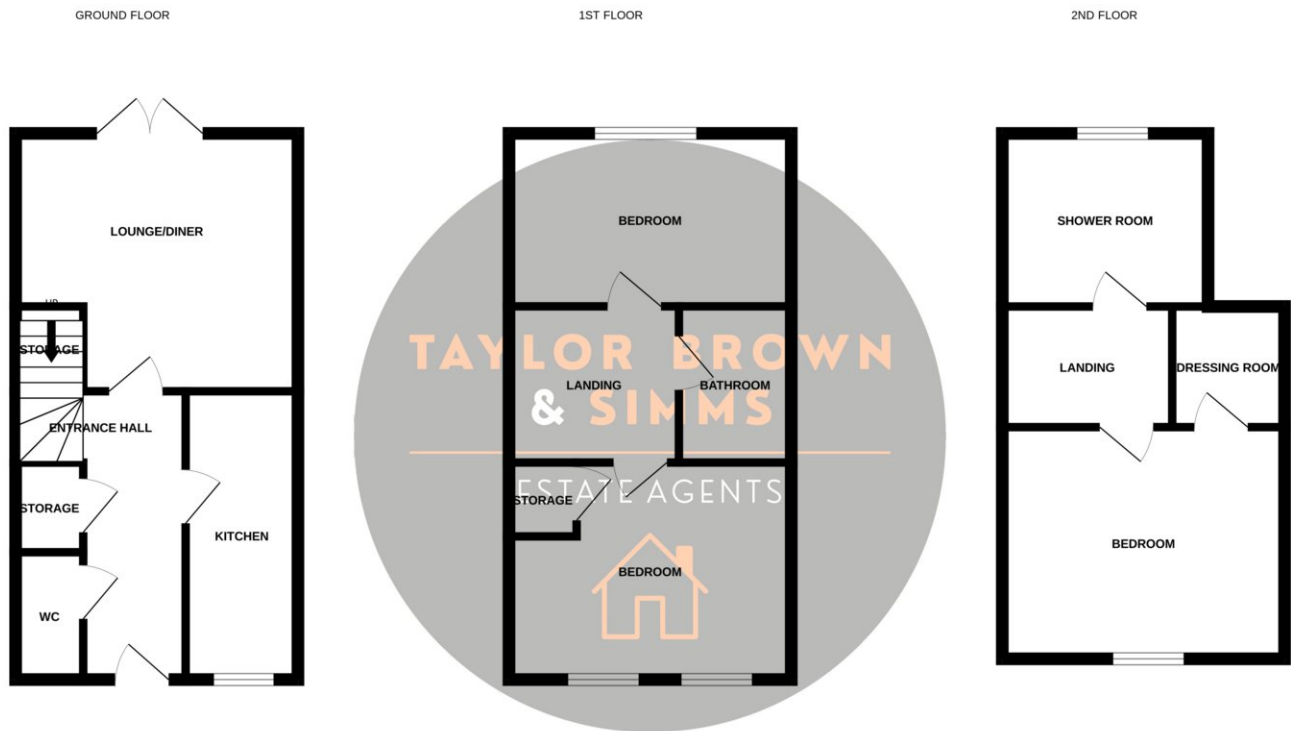 GROUND FLOOR
1ST FLOOR
2ND FLOOR
LOUNGE/DINER
UP
STORAGE
ENTRANCE HALL
STORAGE
KITCHEN
WC
BEDROOM
TAYLOR BROWN
& SIMMS
ESTATE AGENTS
LANDING
BATHROOM
STORAGE
BEDROOM
SHOWER ROOM
LANDING
DRESSING ROOM
BEDROOM